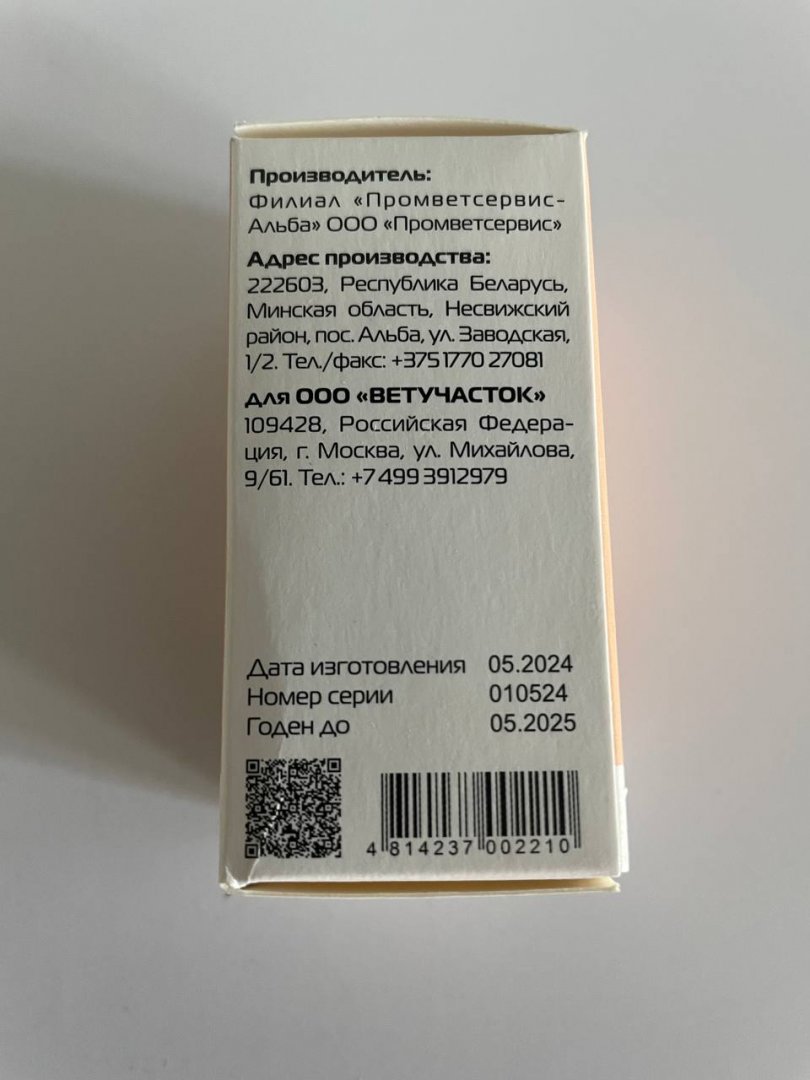 Производитель:
Филиал «Промветсервис-
Альба» ООО «Промветсервис»
Адрес производства:
222603, Республика Беларусь,
Минская область, Несвижский
район, пос. Альба, ул. Заводская,
1/2. Тел./факс: +375 1770 27081
для ООО «ВЕТУЧАСТОК»
109428, Российская Федера-
ция, г. Москва, ул. Михайлова,
9/61. Тел.: +7 499 3912979
Дата изготовления 05.2024
Номер серии 010524
Годен до 05.2025
4 814237 002210